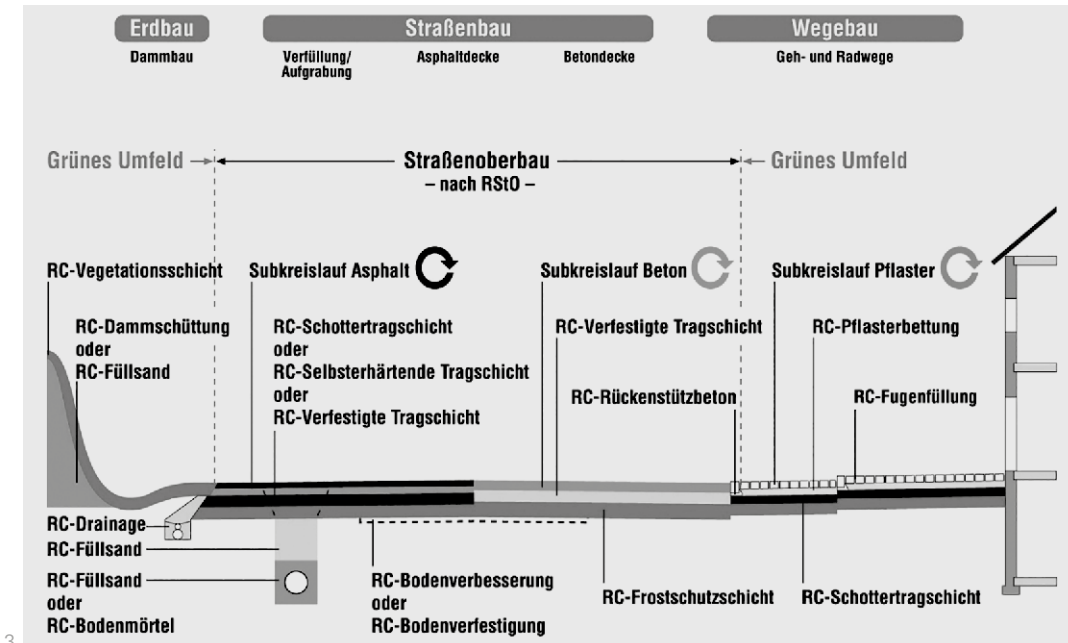 Erdbau
Straßenbau
Wegebau
Dammbau
Verfüllung/
Aufgrabung
Asphaltdecke
Betondecke
Geh- und Radwege
Grünes Umfeld
Straßenoberbau
– nach RStO –
Grünes Umfeld
RC-Vegetationsschicht
Subkreislauf Asphalt
Subkreislauf Beton
Subkreislauf Pflaster
RC-Dammschüttung
oder
RC-Füllsand
RC-Schottertragschicht
oder
RC-Selbsterhärtende Tragschicht
oder
RC-Verfestigte Tragschicht
RC-Verfestigte Tragschicht
RC-Rückenstützbeton
RC-Pflasterbettung
RC-Fugenfüllung
RC-Drainage
RC-Füllsand
RC-Füllsand
oder
RC-Bodenmörtel
RC-Bodenverbesserung
oder
RC-Bodenverfestigung
RC-Frostschutzschicht
RC-Schottertragschicht
3